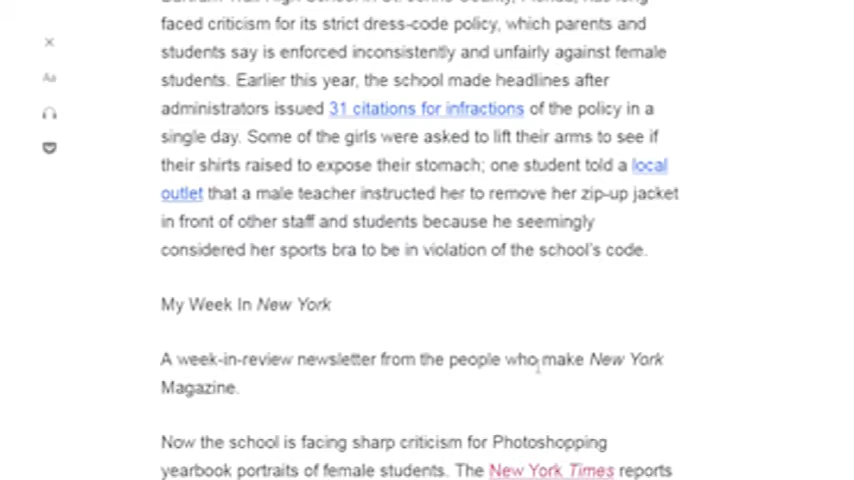 faced criticism for its strict dress-code policy, which parents and
students say is enforced inconsistently and unfairly against female
students. Earlier this year, the school made headlines after
administrators issued 31 citations for infractions of the policy in a
single day. Some of the girls were asked to lift their arms to see if
their shirts raised to expose their stomach; one student told a local
outlet that a male teacher instructed her to remove her zip-up jacket
in front of other staff and students because he seemingly
considered her sports bra to be in violation of the school's code.
My Week In New York
A week-in-review newsletter from the people who make New York
Magazine.
Now the school is facing sharp criticism for Photoshopping
yearbook portraits of female students. The New York Times reports
Aa